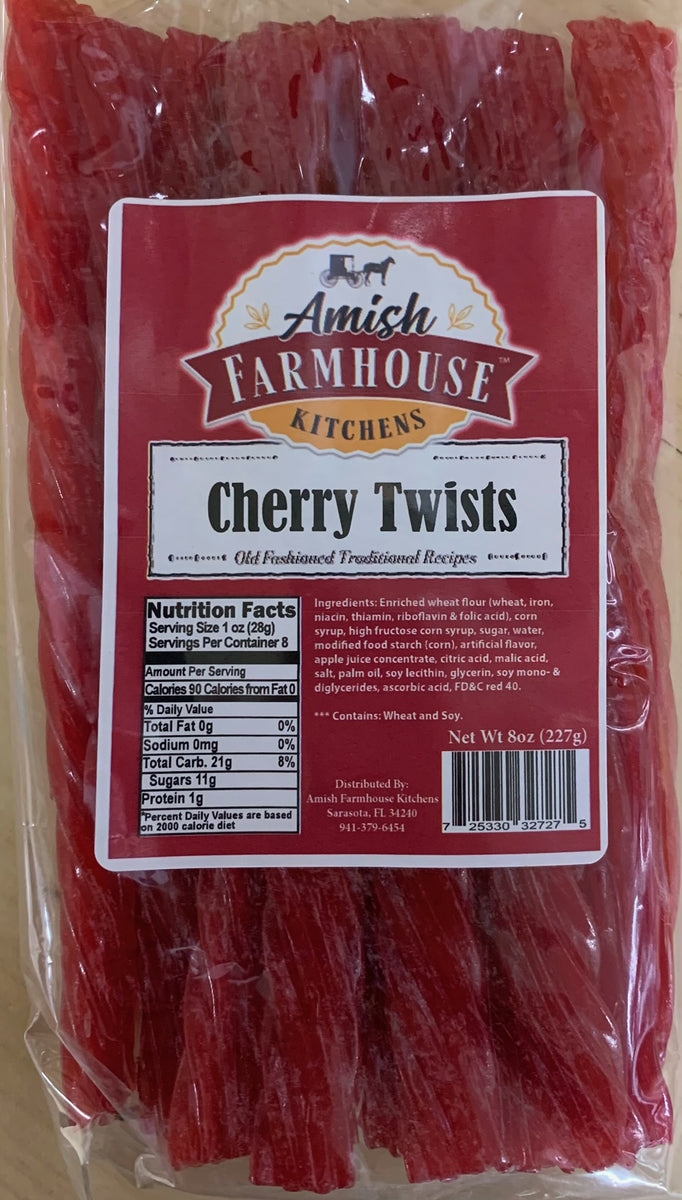 Amish
FARMHOUSE™
KITCHENS
Cherry Twists
Old Fashioned Traditional Recipes
Nutrition Facts
Serving Size 1 oz (28g)
Servings Per Container 8
Amount Per Serving
Calories 90 Calories from Fat 0
% Daily Value
Total Fat 0g 0%
Sodium 0mg 0%
Total Carb. 21g 8%
Sugars 11g
Protein 1g
*Percent Daily Values are based
on 2000 calorie diet
Ingredients: Enriched wheat flour (wheat, iron,
niacin, thiamin, riboflavin & folic acid), corn
syrup, high fructose corn syrup, sugar, water,
modified food starch (corn), artificial flavor,
apple juice concentrate, citric acid, malic acid,
salt, palm oil, soy lecithin, glycerin, soy mono- &
diglycerides, ascorbic acid, FD&C red 40.
*** Contains: Wheat and Soy.
Net Wt 8oz (227g)
Distributed By:
Amish Farmhouse Kitchens
Sarasota, FL 34240
941-379-6454
7 25330 32727 5